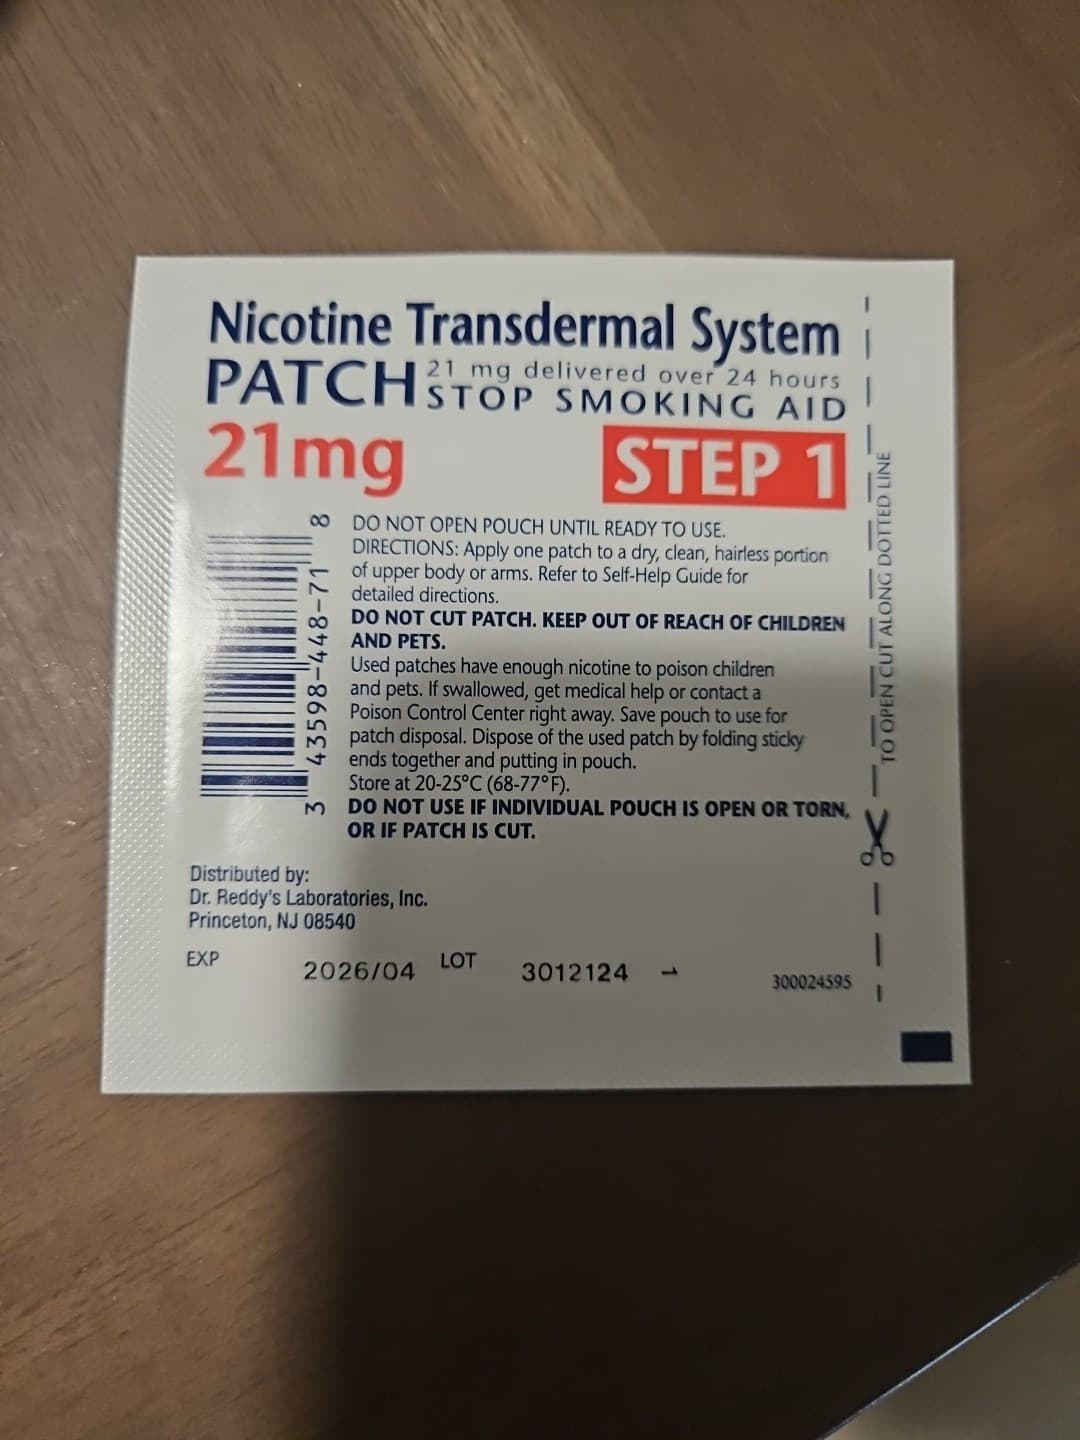 Nicotine Transdermal System
PATCH 21 mg delivered over 24 hours
STOP SMOKING AID
21mg
STEP 1
DO NOT OPEN POUCH UNTIL READY TO USE.
DIRECTIONS: Apply one patch to a dry, clean, hairless portion
of upper body or arms. Refer to Self-Help Guide for
detailed directions.
DO NOT CUT PATCH. KEEP OUT OF REACH OF CHILDREN
AND PETS.
Used patches have enough nicotine to poison children
and pets. If swallowed, get medical help or contact a
Poison Control Center right away. Save pouch to use for
patch disposal. Dispose of the used patch by folding sticky
ends together and putting in pouch.
Store at 20-25°C (68-77°F).
DO NOT USE IF INDIVIDUAL POUCH IS OPEN OR TORN,
OR IF PATCH IS CUT.
3 43598-448-71 8
TO OPEN CUT ALONG DOTTED LINE
Distributed by:
Dr. Reddy's Laboratories, Inc.
Princeton, NJ 08540
EXP 2026/04 LOT 3012124
300024595